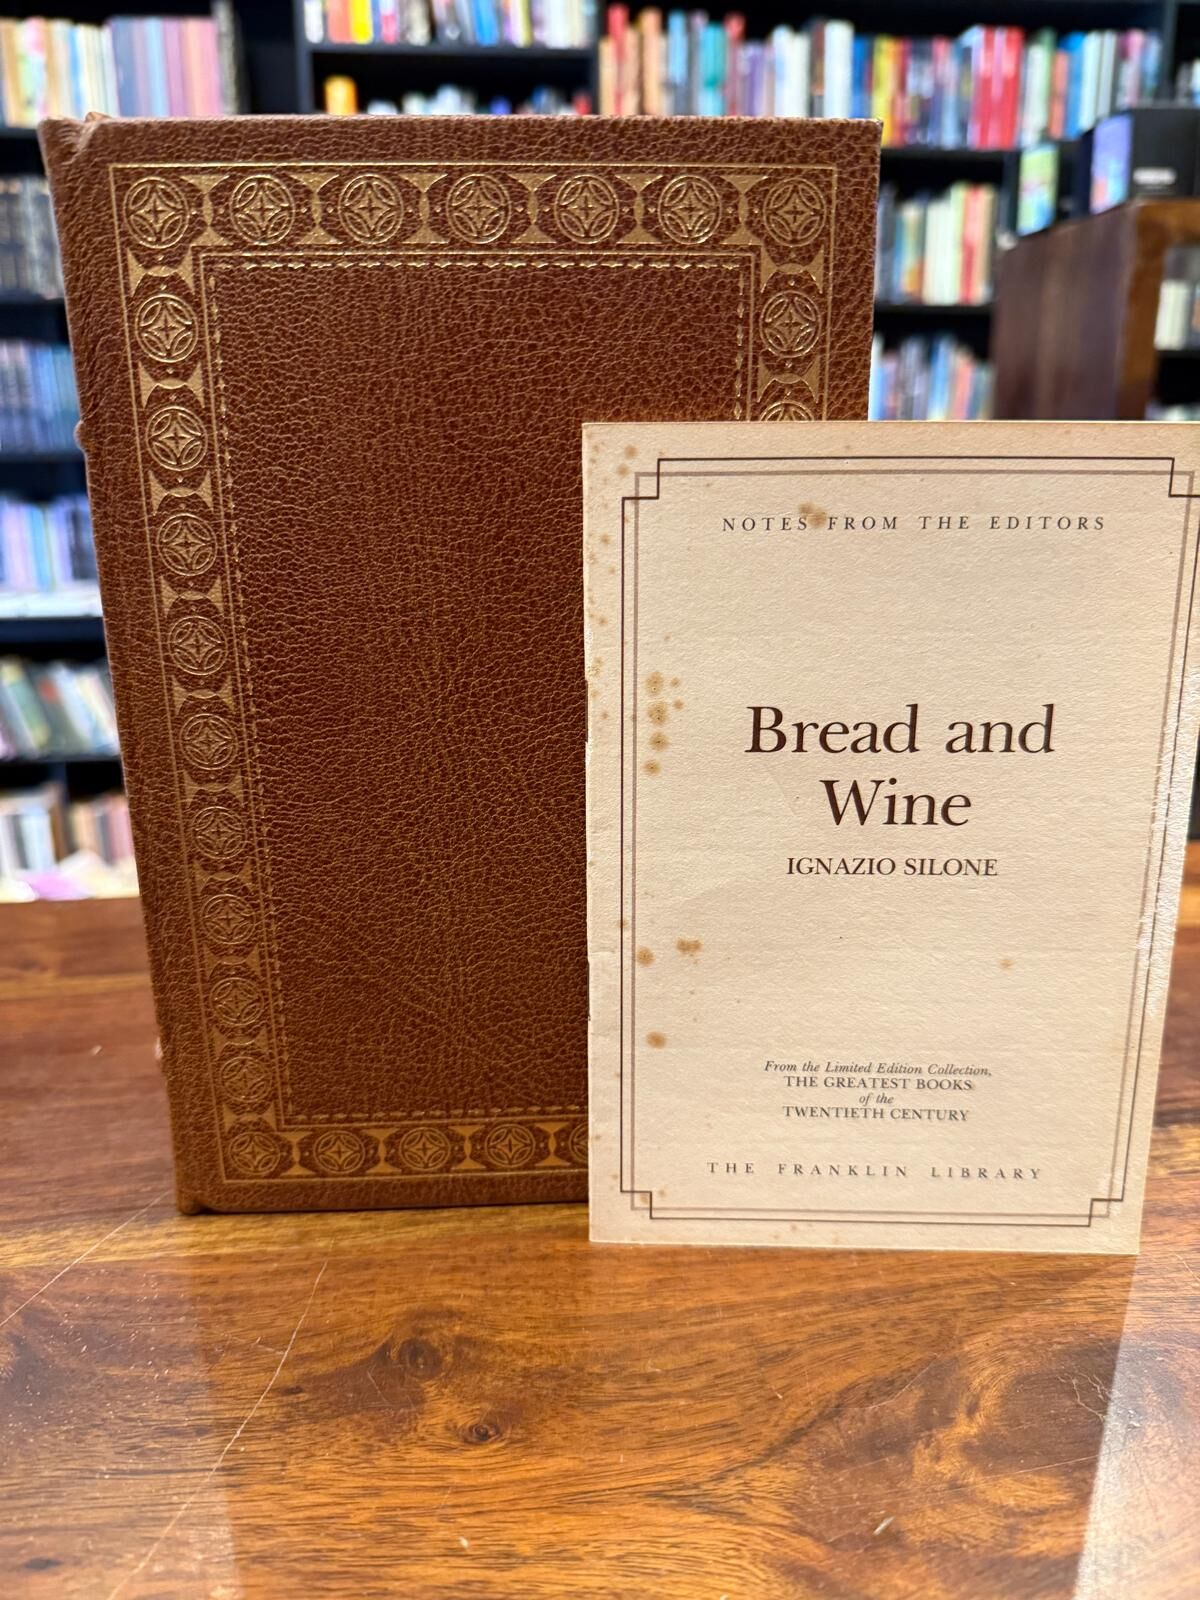 NOTES FROM THE EDITORS
Bread and
Wine
IGNAZIO SILONE
From the Limited Edition Collection,
THE GREATEST BOOKS
of the
TWENTIETH CENTURY
THE FRANKLIN LIBRARY